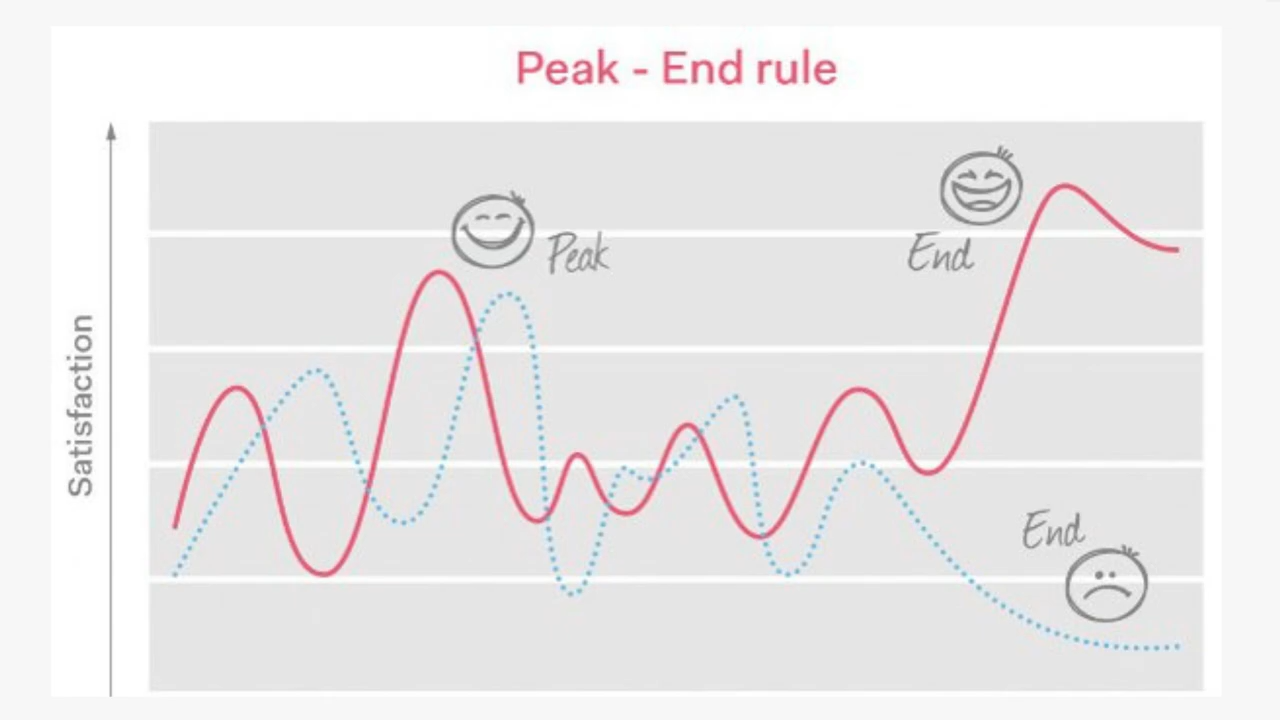 Peak - End rule
Satisfaction
Peak
End
End